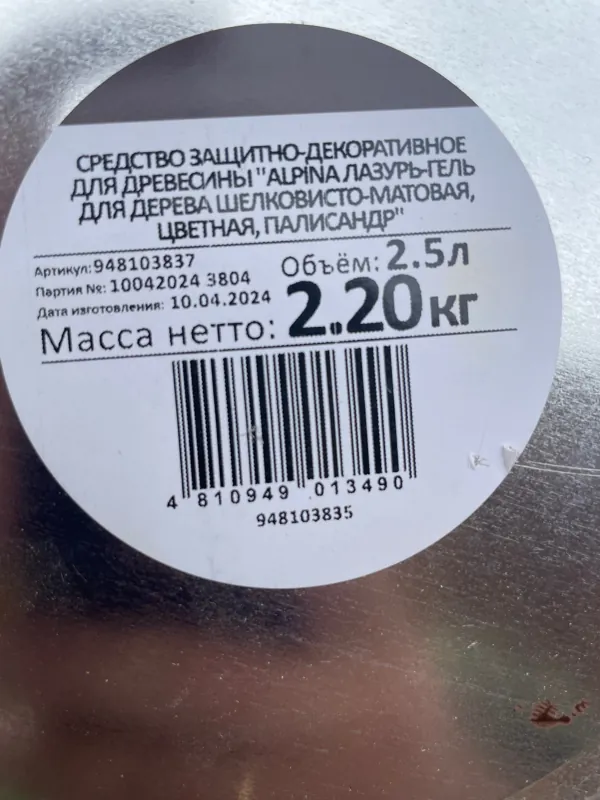 СРЕДСТВО ЗАЩИТНО-ДЕКОРАТИВНОЕ
ДЛЯ ДРЕВЕСИНЫ "ALPINA ЛАЗУРЬ-ГЕЛЬ
ДЛЯ ДЕРЕВА ШЕЛКОВИСТО-МАТОВАЯ,
ЦВЕТНАЯ, ПАЛИСАНДР"
Артикул: 948103837
Партия №: 10042024 3804
Дата изготовления: 10.04.2024
Объём: 2.5л
Масса нетто: 2.20кг
4 810949 013490
948103835